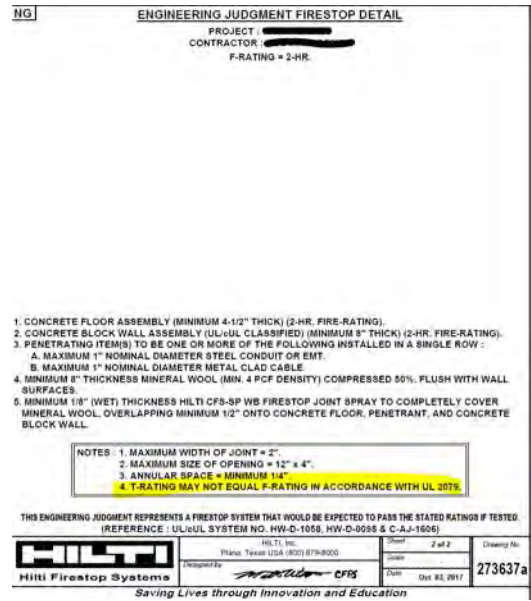 NG
ENGINEERING JUDGMENT FIRESTOP DETAIL
PROJECT :
CONTRACTOR :
F-RATING = 2-HR.
1. CONCRETE FLOOR ASSEMBLY (MINIMUM 4-1/2" THICK) (2-HR. FIRE-RATING).
2. CONCRETE BLOCK WALL ASSEMBLY (UL/cUL CLASSIFIED) (MINIMUM 8" THICK) (2-HR. FIRE-RATING).
3. PENETRATING ITEM(S) TO BE ONE OR MORE OF THE FOLLOWING INSTALLED IN A SINGLE ROW :
A. MAXIMUM 1" NOMINAL DIAMETER STEEL CONDUIT OR EMT.
B. MAXIMUM 1" NOMINAL DIAMETER METAL CLAD CABLE.
4. MINIMUM 8" THICKNESS MINERAL WOOL (MIN. 4 PCF DENSITY) COMPRESSED 50%, FLUSH WITH WALL
SURFACES.
5. MINIMUM 1/8" (WET) THICKNESS HILTI CFS-SP WB FIRESTOP JOINT SPRAY TO COMPLETELY COVER
MINERAL WOOL, OVERLAPPING MINIMUM 1/2" ONTO CONCRETE FLOOR, PENETRANT, AND CONCRETE
BLOCK WALL.
NOTES : 1. MAXIMUM WIDTH OF JOINT = 2".
2. MAXIMUM SIZE OF OPENING = 12" x 4".
3. ANNULAR SPACE = MINIMUM 1/4".
4. T-RATING MAY NOT EQUAL F-RATING IN ACCORDANCE WITH UL 2079.
THIS ENGINEERING JUDGMENT REPRESENTS A FIRESTOP SYSTEM THAT WOULD BE EXPECTED TO PASS THE STATED RATINGS IF TESTED.
(REFERENCE : UL/cUL SYSTEM NO. HW-D-1058, HW-D-0098 & C-AJ-1606)
HILTI
Hilti Firestop Systems
HILTI, Inc.
Plano, Texas USA (800) 879-8000
Designed by
CFPS
Sheet 2 of 2
Scale
Date Oct 03, 2017
Drawing No.
273637a
Saving Lives through Innovation and Education